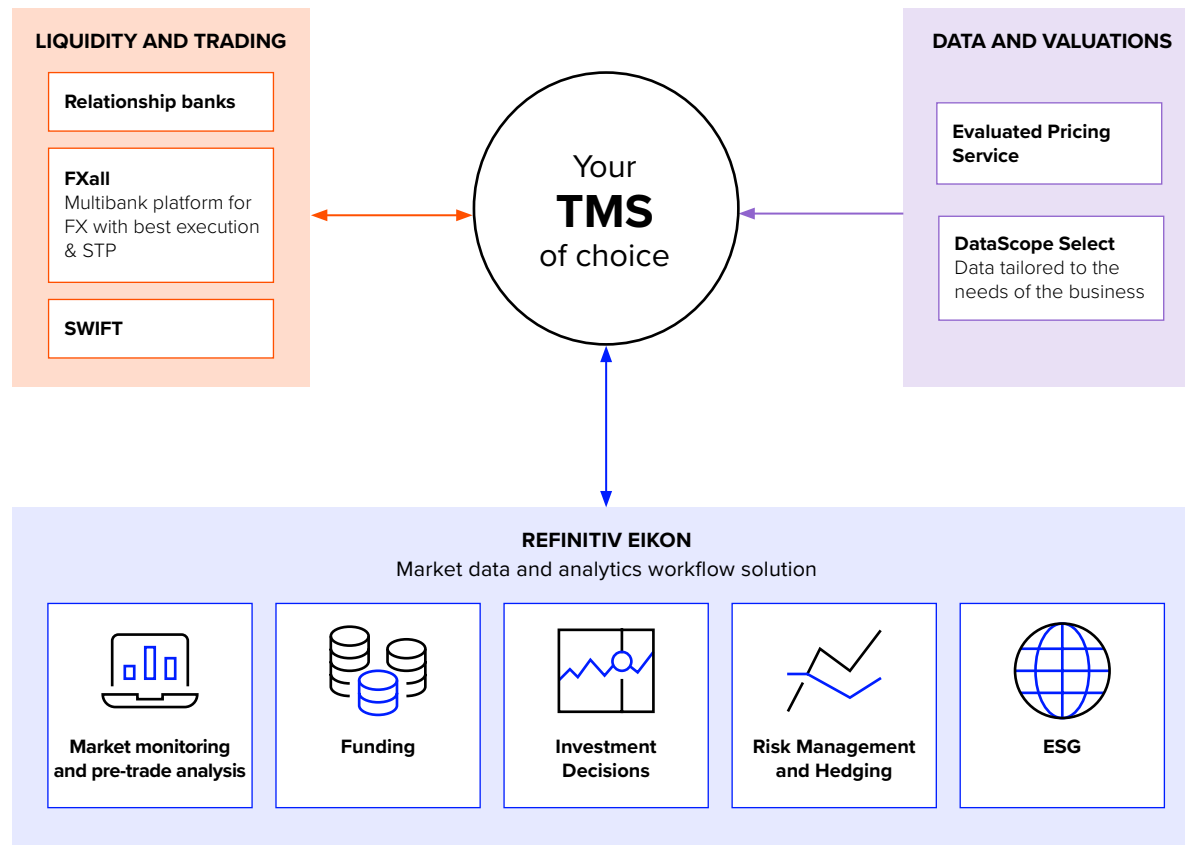 LIQUIDITY AND TRADING
Relationship banks
FXall
Multibank platform for
FX with best execution
& STP
SWIFT
Your
TMS
of choice
DATA AND VALUATIONS
Evaluated Pricing
Service
DataScope Select
Data tailored to the
needs of the business
REFINITIV EIKON
Market data and analytics workflow solution
Market monitoring
and pre-trade analysis
Funding
Investment
Decisions
Risk Management
and Hedging
ESG